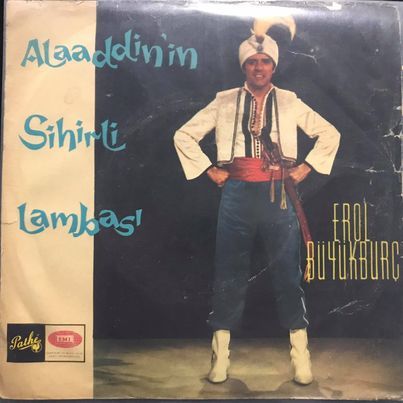 Alaaddin'in
Sihirli
Lambası
EROL
BÜYÜKBURÇ
Pathé
EMI